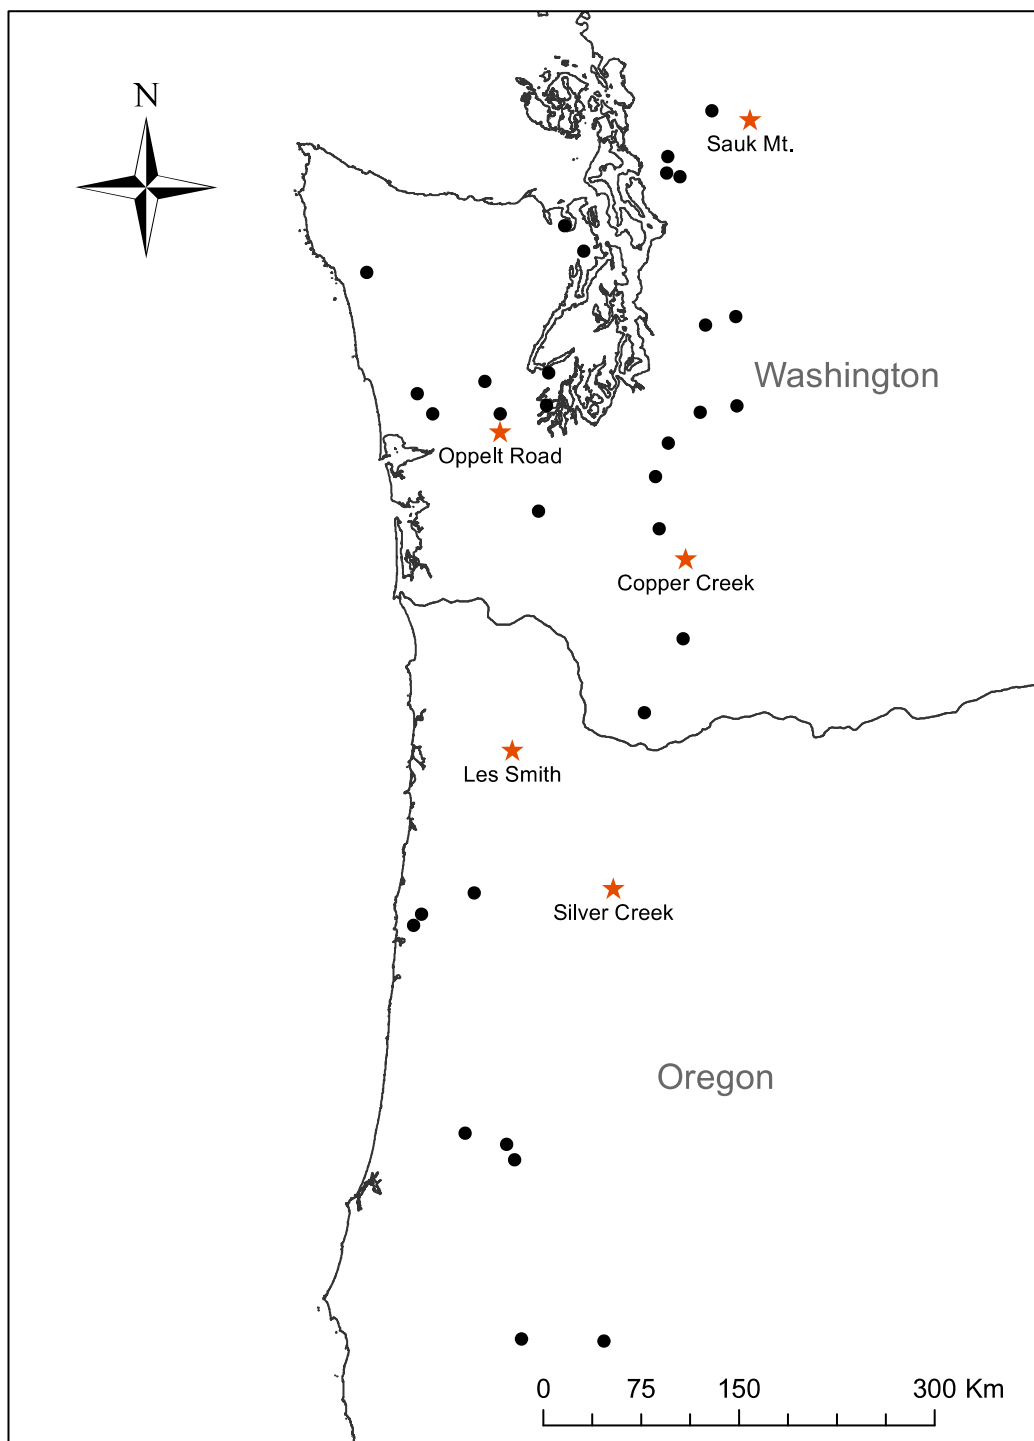 N
Sauk Mt.
Washington
Oppelt Road
Copper Creek
Les Smith
Silver Creek
Oregon
0 75 150 300 Km